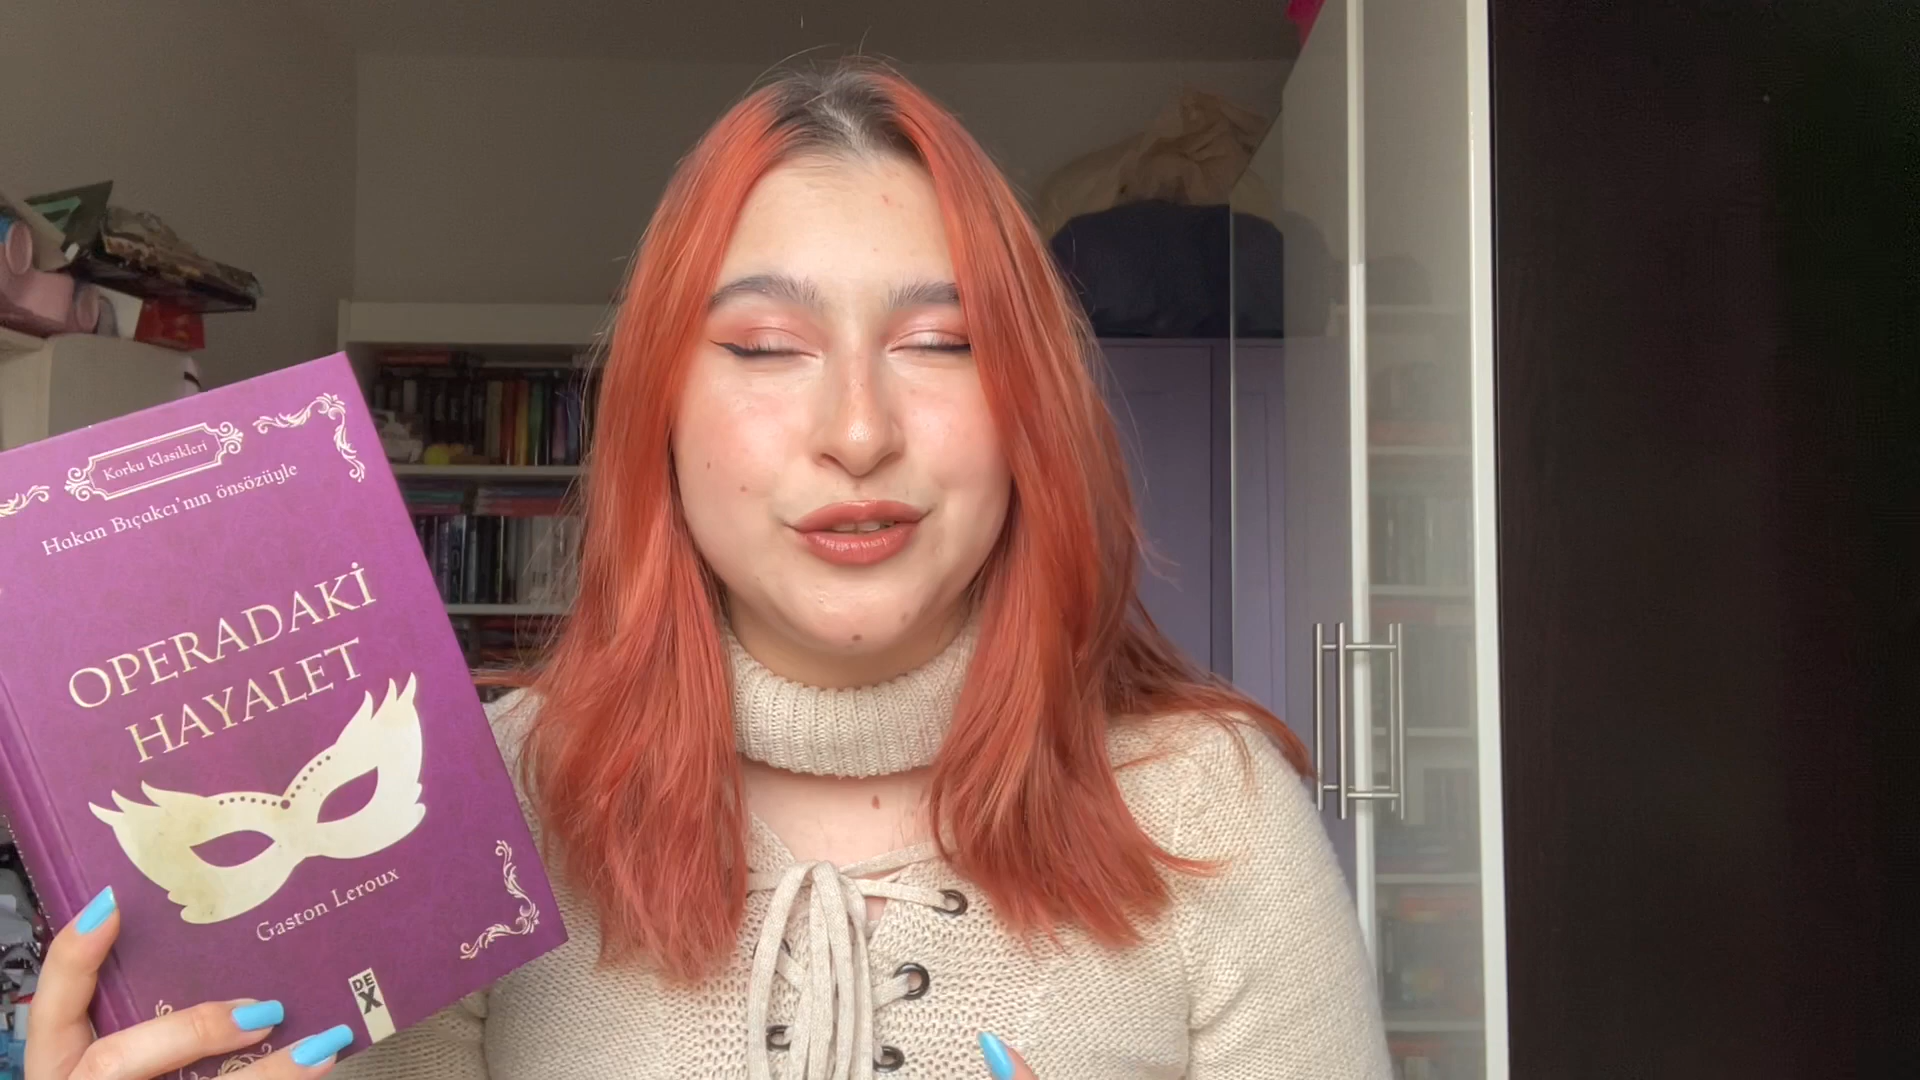 Korku Klasikleri
Hakan Bıçakcı'nın önsözüyle
OPERADAKİ
HAYALET
Gaston Leroux
DEX